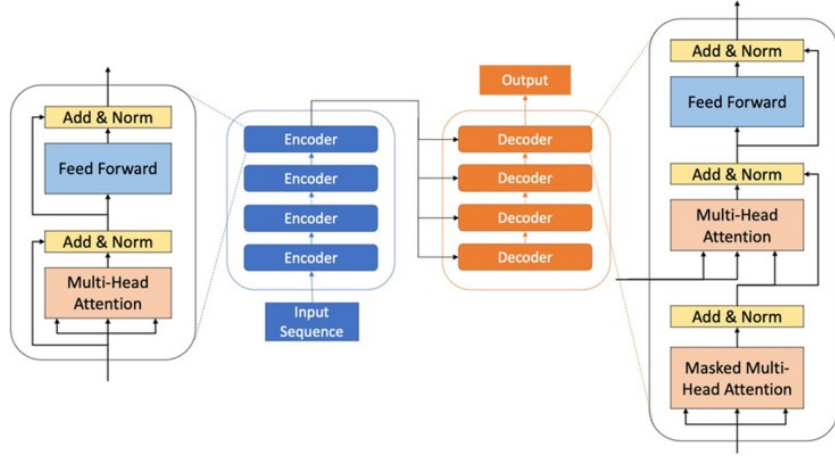 Add & Norm
Feed Forward
Add & Norm
Multi-Head
Attention
Encoder
Encoder
Encoder
Encoder
Input
Sequence
Output
Decoder
Decoder
Decoder
Decoder
Add & Norm
Feed Forward
Add & Norm
Multi-Head
Attention
Add & Norm
Masked Multi-
Head Attention